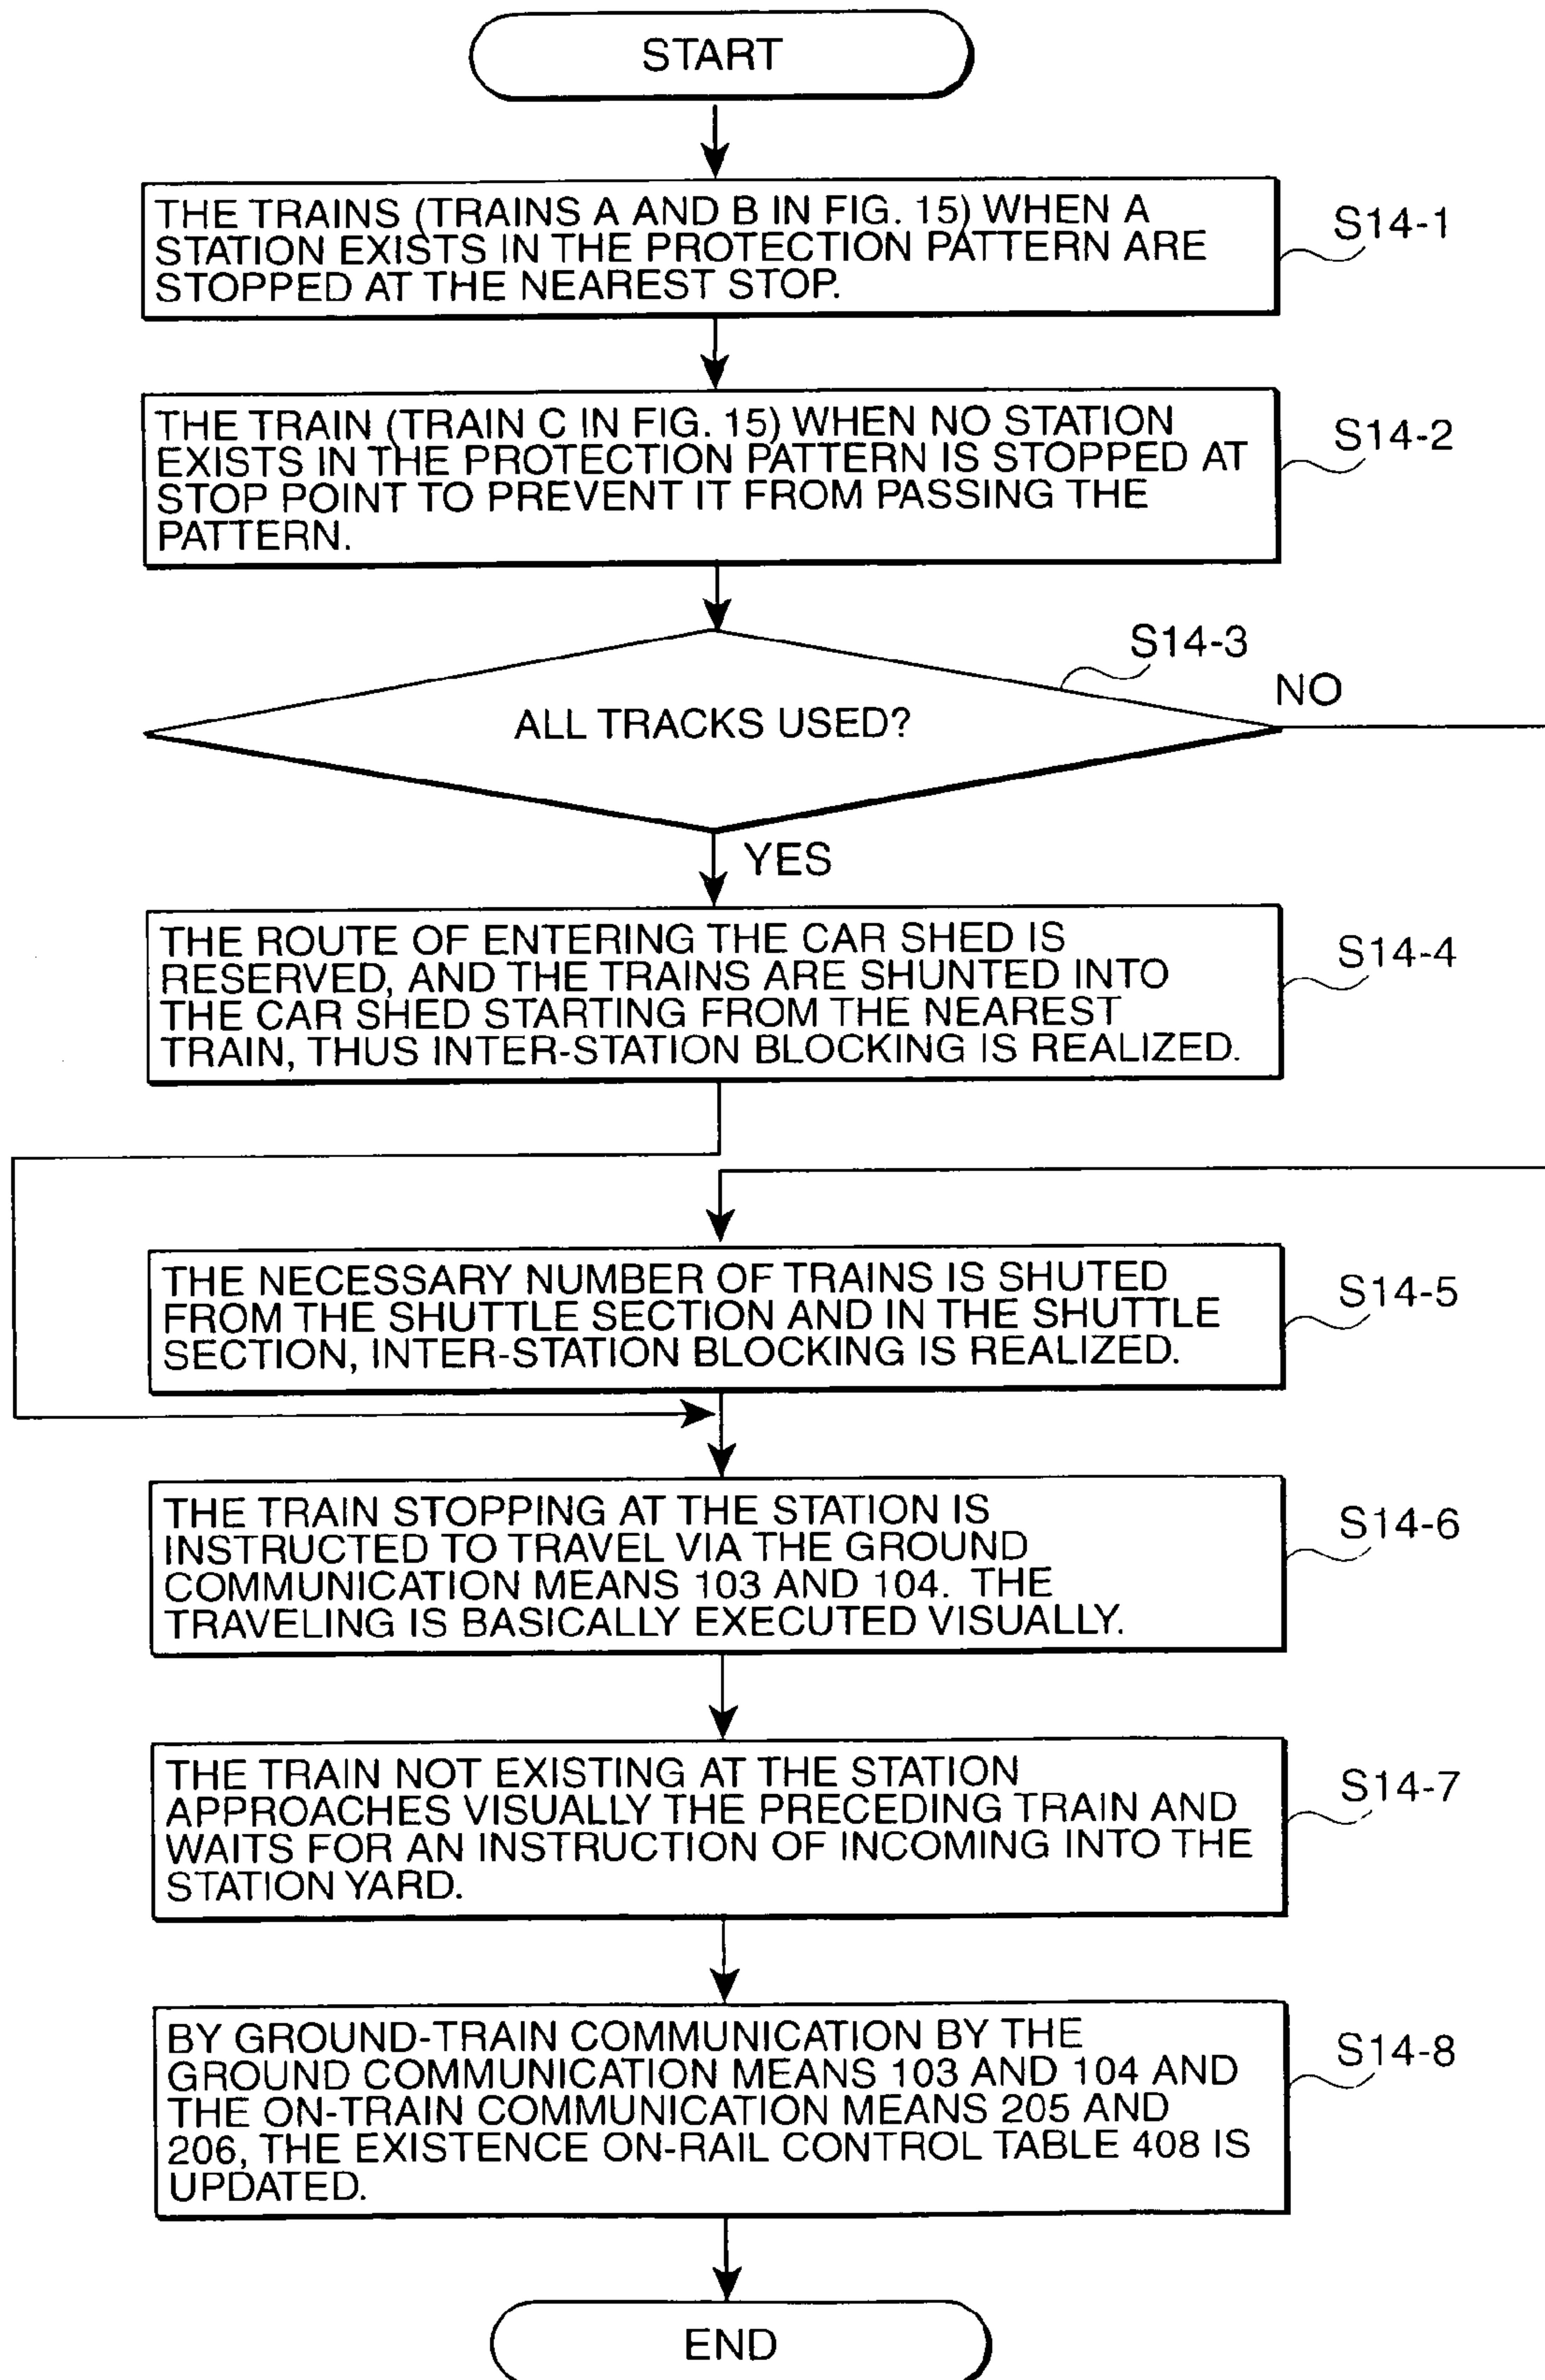 START
THE TRAINS (TRAINS A AND B IN FIG. 15) WHEN A
STATION EXISTS IN THE PROTECTION PATTERN ARE
STOPPED AT THE NEAREST STOP.
S14-1
THE TRAIN (TRAIN C IN FIG. 15) WHEN NO STATION
EXISTS IN THE PROTECTION PATTERN IS STOPPED AT
STOP POINT TO PREVENT IT FROM PASSING THE
PATTERN.
S14-2
S14-3
NO
ALL TRACKS USED?
YES
THE ROUTE OF ENTERING THE CAR SHED IS
RESERVED, AND THE TRAINS ARE SHUNTED INTO
THE CAR SHED STARTING FROM THE NEAREST
TRAIN, THUS INTER-STATION BLOCKING IS REALIZED.
S14-4
THE NECESSARY NUMBER OF TRAINS IS SHUTED
FROM THE SHUTTLE SECTION AND IN THE SHUTTLE
SECTION, INTER-STATION BLOCKING IS REALIZED.
S14-5
THE TRAIN STOPPING AT THE STATION IS
INSTRUCTED TO TRAVEL VIA THE GROUND
COMMUNICATION MEANS 103 AND 104. THE
TRAVELING IS BASICALLY EXECUTED VISUALLY.
S14-6
THE TRAIN NOT EXISTING AT THE STATION
APPROACHES VISUALLY THE PRECEDING TRAIN AND
WAITS FOR AN INSTRUCTION OF INCOMING INTO THE
STATION YARD.
S14-7
BY GROUND-TRAIN COMMUNICATION BY THE
GROUND COMMUNICATION MEANS 103 AND 104 AND
THE ON-TRAIN COMMUNICATION MEANS 205 AND
206, THE EXISTENCE ON-RAIL CONTROL TABLE 408 IS
UPDATED.
S14-8
END